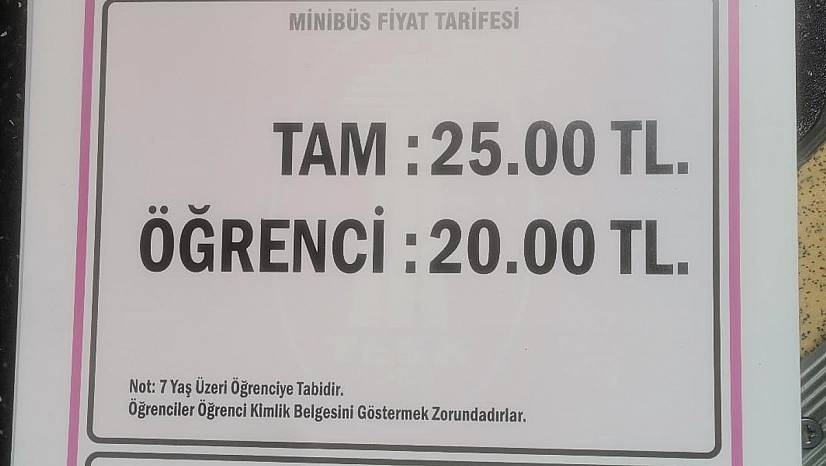 MİNİBÜS FİYAT TARİFESİ
TAM : 25.00 TL.
ÖĞRENCİ : 20.00 TL.
Not: 7 Yaş Üzeri Öğrenciye Tabidir.
Öğrenciler Öğrenci Kimlik Belgesini Göstermek Zorundadırlar.